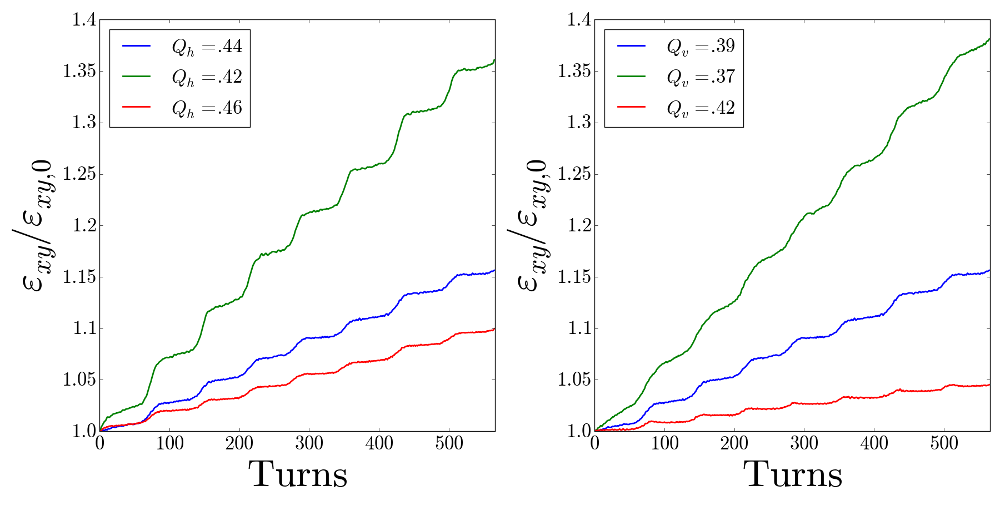 1.4
1.35
1.3
1.25
1.2
1.15
1.1
1.05
1.0
0 100 200 300 400 500
Turns
ε_xy/ε_xy,0
Q_h =.44
Q_h =.42
Q_h =.46
1.4
1.35
1.3
1.25
1.2
1.15
1.1
1.05
1.0
0 100 200 300 400 500
Turns
ε_xy/ε_xy,0
Q_v =.39
Q_v =.37
Q_v =.42